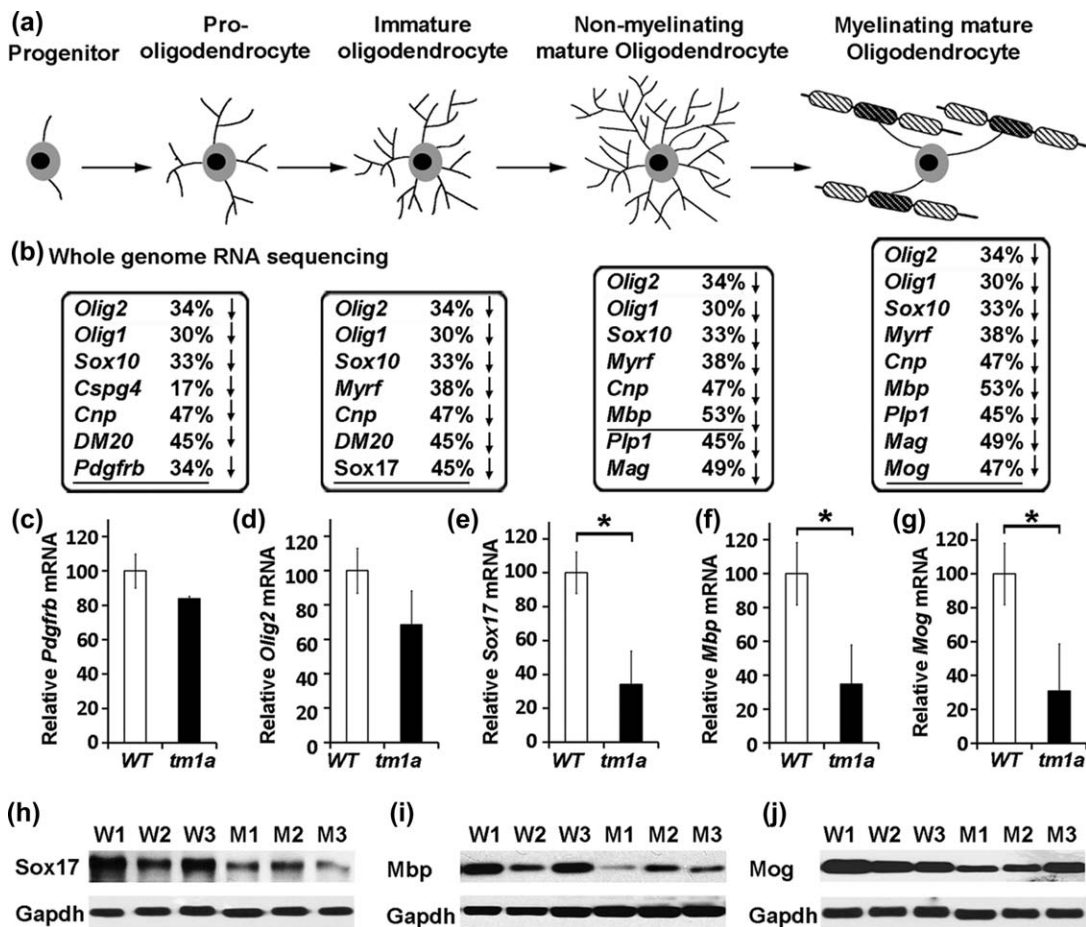 (a)
Progenitor
Pro-
oligodendrocyte
Immature
oligodendrocyte
Non-myelinating
mature Oligodendrocyte
Myelinating mature
Oligodendrocyte
(b) Whole genome RNA sequencing
Olig2 34% ↓
Olig1 30% ↓
Sox10 33% ↓
Cspg4 17% ↓
Cnp 47% ↓
DM20 45% ↓
Pdgfrb 34% ↓
Olig2 34% ↓
Olig1 30% ↓
Sox10 33% ↓
Myrf 38% ↓
Cnp 47% ↓
DM20 45% ↓
Sox17 45% ↓
Olig2 34% ↓
Olig1 30% ↓
Sox10 33% ↓
Myrf 38% ↓
Cnp 47% ↓
Mbp 53% ↓
Plp1 45% ↓
Mag 49% ↓
Olig2 34% ↓
Olig1 30% ↓
Sox10 33% ↓
Myrf 38% ↓
Cnp 47% ↓
Mbp 53% ↓
Plp1 45% ↓
Mag 49% ↓
Mog 47% ↓
(c)
Relative Pdgfrb mRNA
140
120
100
80
60
40
20
0
WT tm1a
(d)
Relative Olig2 mRNA
140
120
100
80
60
40
20
0
WT tm1a
(e)
Relative Sox17 mRNA
*
140
120
100
80
60
40
20
0
WT tm1a
(f)
Relative Mbp mRNA
*
140
120
100
80
60
40
20
0
WT tm1a
(g)
Relative Mog mRNA
*
140
120
100
80
60
40
20
0
WT tm1a
(h)
W1 W2 W3 M1 M2 M3
Sox17
Gapdh
(i)
W1 W2 W3 M1 M2 M3
Mbp
Gapdh
(j)
W1 W2 W3 M1 M2 M3
Mog
Gapdh